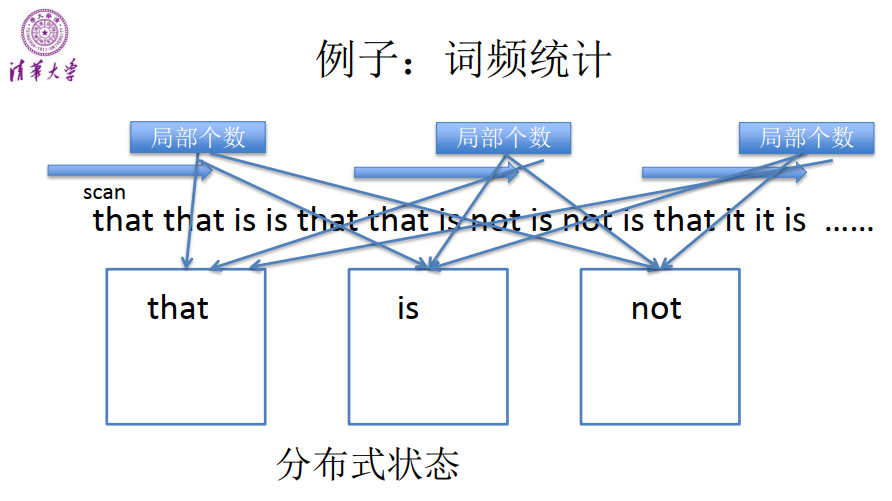 清华大学
例子：词频统计
局部个数 局部个数 局部个数
scan
that that is is that that is not is not is that it it is ……
that is not
分布式状态